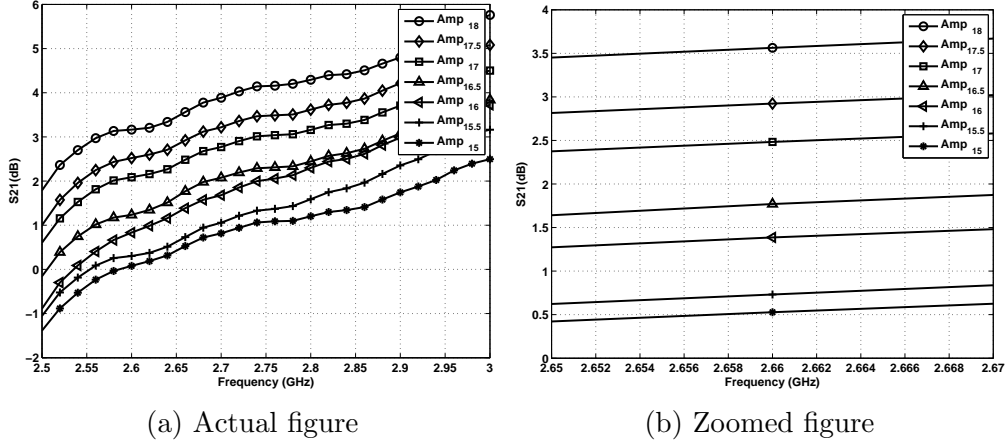 6
5
4
3
2
1
0
−1
−2
S21(dB)
2.5 2.55 2.6 2.65 2.7 2.75 2.8 2.85 2.9 2.95 3
Frequency (GHz)
Amp 18
Amp 17.5
Amp 17
Amp 16.5
Amp 16
Amp 15.5
Amp 15
(a) Actual figure
4
3.5
3
2.5
2
1.5
1
0.5
0
S21(dB)
2.65 2.652 2.654 2.656 2.658 2.66 2.662 2.664 2.666 2.668 2.67
Frequency (GHz)
Amp 18
Amp 17.5
Amp 17
Amp 16.5
Amp 16
Amp 15.5
Amp 15
(b) Zoomed figure